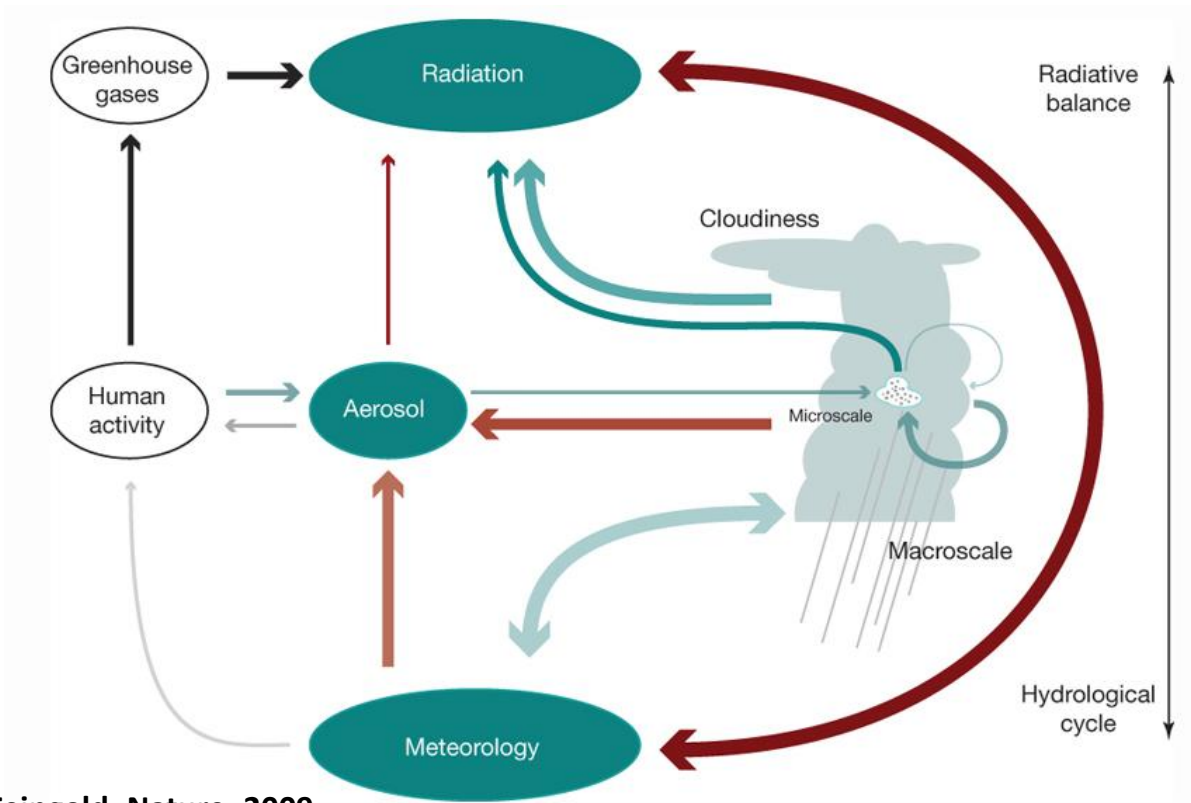 Greenhouse
gases
Radiation
Radiative
balance
Cloudiness
Human
activity
Aerosol
Microscale
Macroscale
Hydrological
cycle
Meteorology